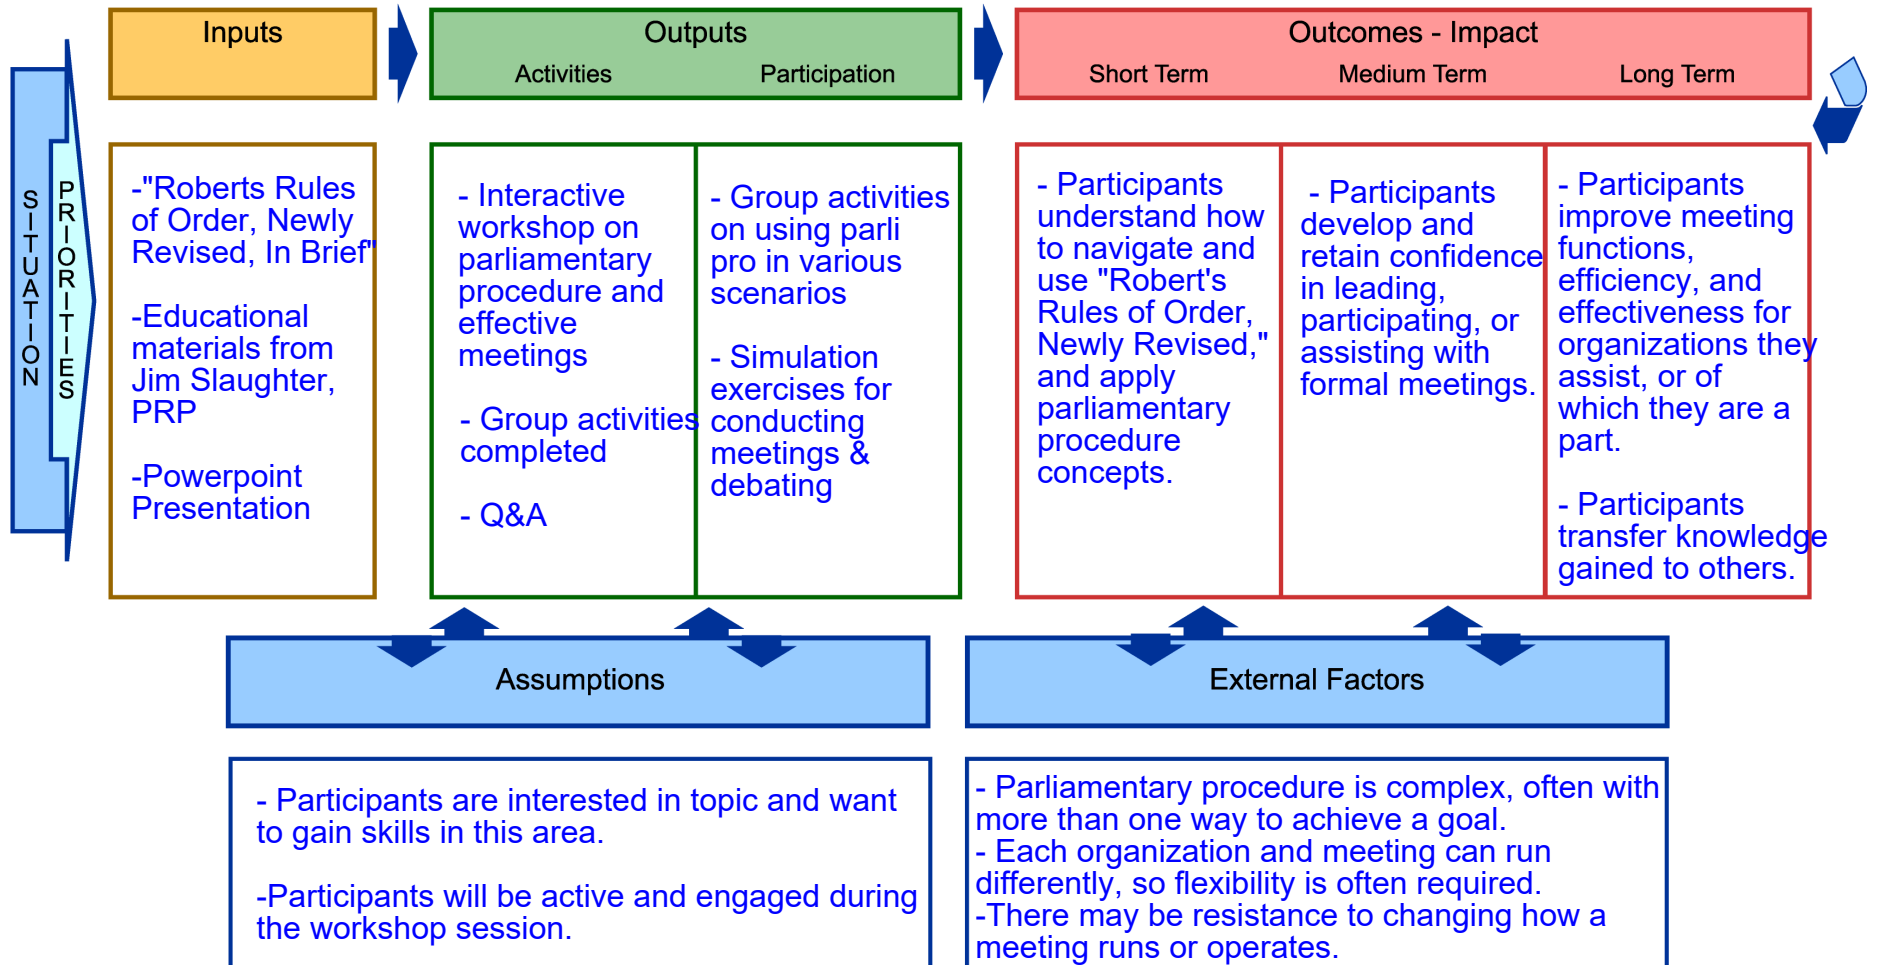 Inputs
Outputs
Activities
Participation
Outcomes - Impact
Short Term
Medium Term
Long Term
SITUATION
PRIORITIES
-"Roberts Rules
of Order, Newly
Revised, In Brief"
-Educational
materials from
Jim Slaughter,
PRP
-Powerpoint
Presentation
- Interactive
workshop on
parliamentary
procedure and
effective
meetings
- Group activities
completed
- Q&A
- Group activities
on using parli
pro in various
scenarios
- Simulation
exercises for
conducting
meetings &
debating
- Participants
understand how
to navigate and
use "Robert's
Rules of Order,
Newly Revised,"
and apply
parliamentary
procedure
concepts.
- Participants
develop and
retain confidence
in leading,
participating, or
assisting with
formal meetings.
- Participants
improve meeting
functions,
efficiency, and
effectiveness for
organizations they
assist, or of
which they are a
part.
- Participants
transfer knowledge
gained to others.
Assumptions
External Factors
- Participants are interested in topic and want
to gain skills in this area.
-Participants will be active and engaged during
the workshop session.
- Parliamentary procedure is complex, often with
more than one way to achieve a goal.
- Each organization and meeting can run
differently, so flexibility is often required.
-There may be resistance to changing how a
meeting runs or operates.